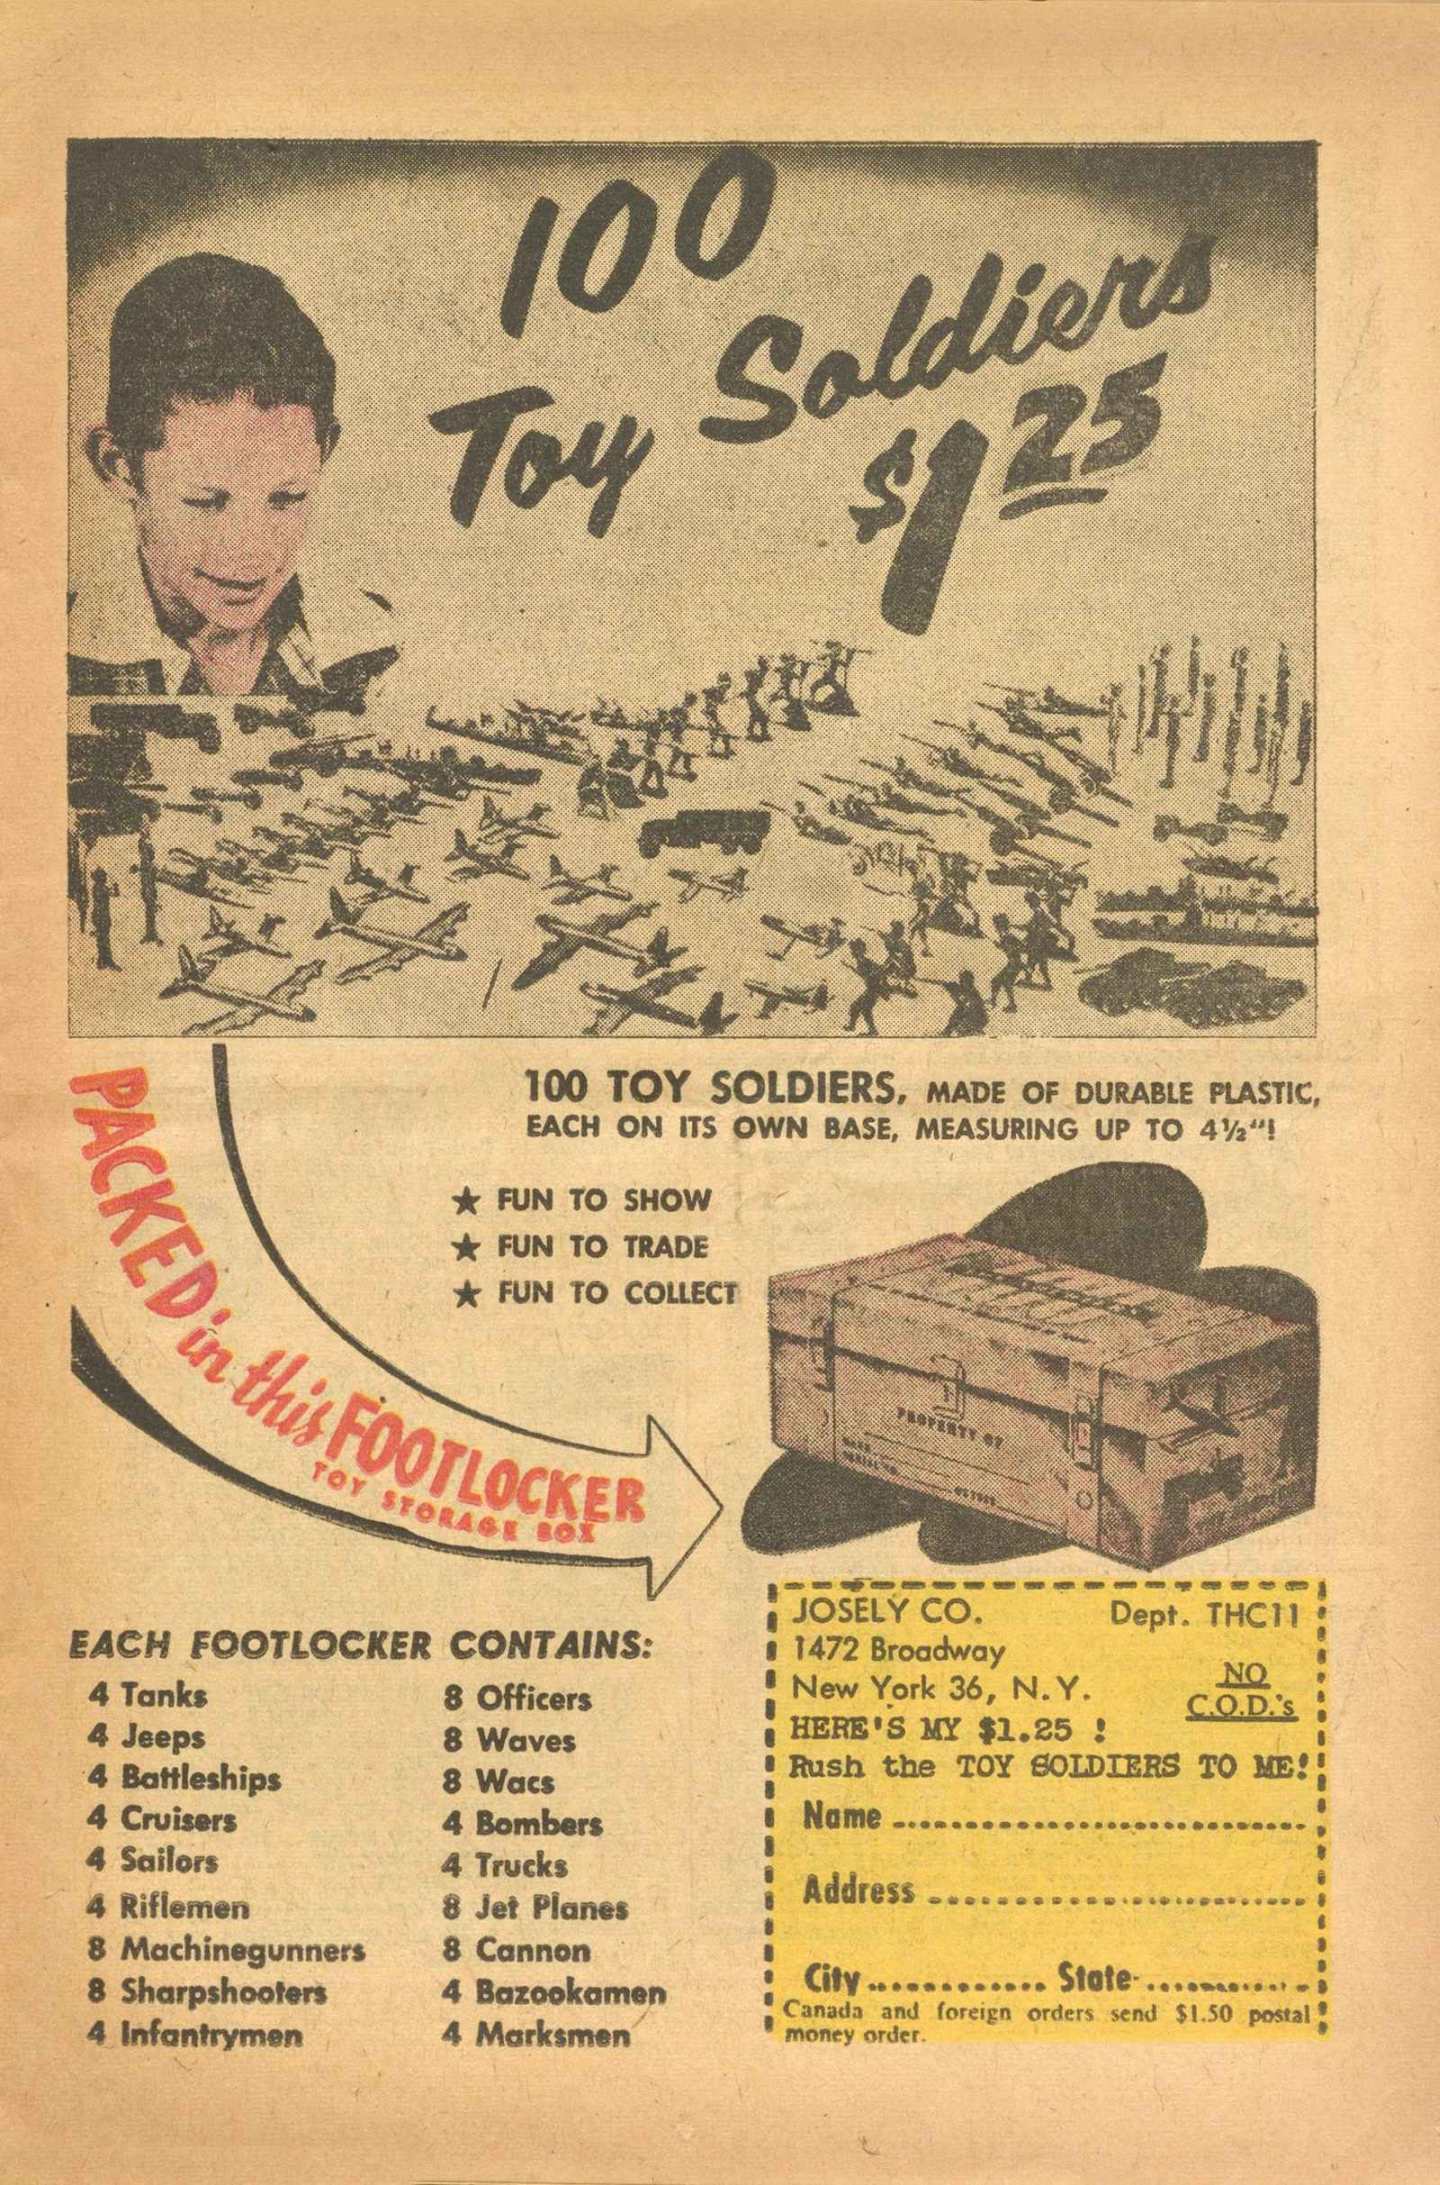 100
Toy Soldiers
$1.25
PACKED in this FOOTLOCKER
TOY STORAGE BOX
100 TOY SOLDIERS, MADE OF DURABLE PLASTIC,
EACH ON ITS OWN BASE, MEASURING UP TO 4½"!
★ FUN TO SHOW
★ FUN TO TRADE
★ FUN TO COLLECT
PROPERTY OF
EACH FOOTLOCKER CONTAINS:
4 Tanks
4 Jeeps
4 Battleships
4 Cruisers
4 Sailors
4 Riflemen
8 Machinegunners
8 Sharpshooters
4 Infantrymen
8 Officers
8 Waves
8 Wacs
4 Bombers
4 Trucks
8 Jet Planes
8 Cannon
4 Bazookamen
4 Marksmen
JOSELY CO. Dept. THC11
1472 Broadway
New York 36, N.Y.
NO
C.O.D.'s
HERE'S MY $1.25 !
Rush the TOY SOLDIERS TO ME!
Name
Address
City State
Canada and foreign orders send $1.50 postal
money order.